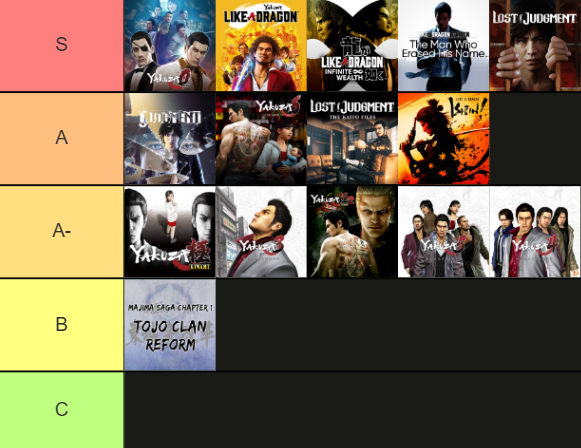 S
YAKUZA 0
Yakuza
LIKE A DRAGON
LIKE A DRAGON
INFINITE WEALTH
LIKE A DRAGON GAIDEN
The Man Who
Erased His Name
LOST JUDGMENT
A
JUDGMENT
YAKUZA 6
LOST JUDGMENT
THE KAITO FILES
LIKE A DRAGON
Ishin!
A-
YAKUZA
KIWAMI
YAKUZA 3
YAKUZA
YAKUZA 5
YAKUZA 4
B
MAJIMA SAGA CHAPTER 1
TOJO CLAN
REFORM
C